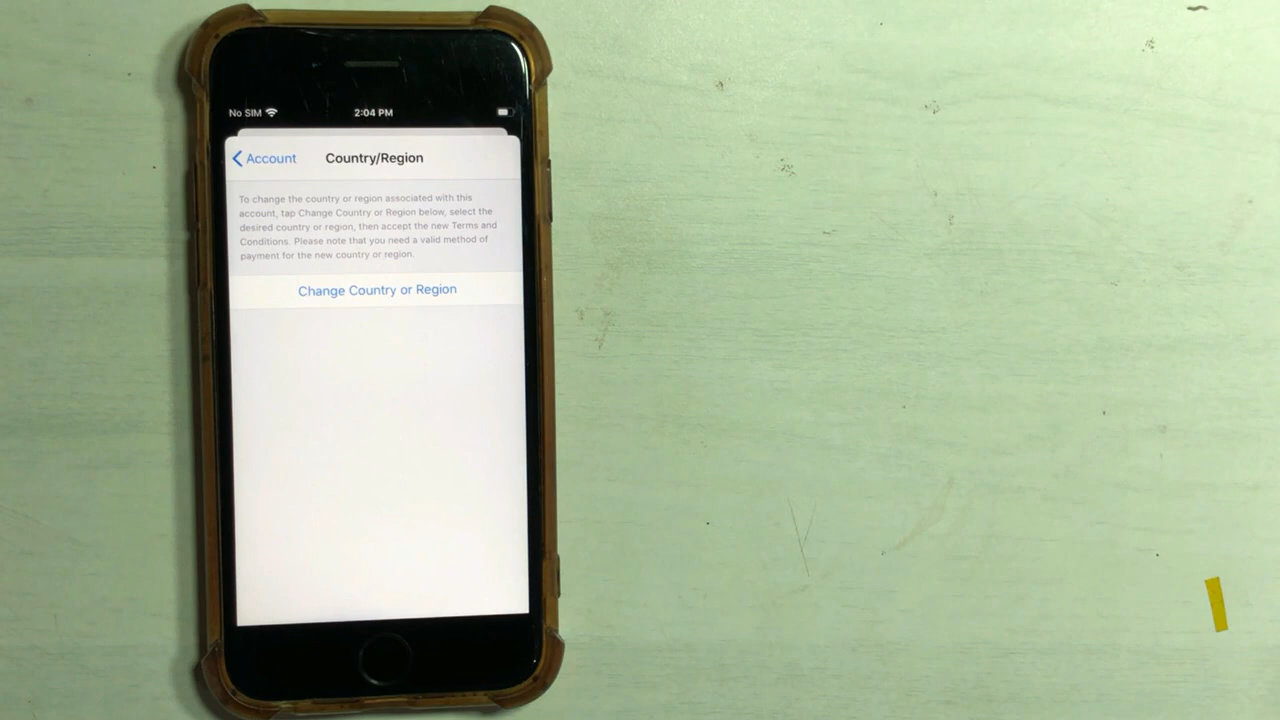 No SIM 2:04 PM
Account Country/Region
To change the country or region associated with this
account, tap Change Country or Region below, select the
desired country or region, then accept the new Terms and
Conditions. Please note that you need a valid method of
payment for the new country or region.
Change Country or Region